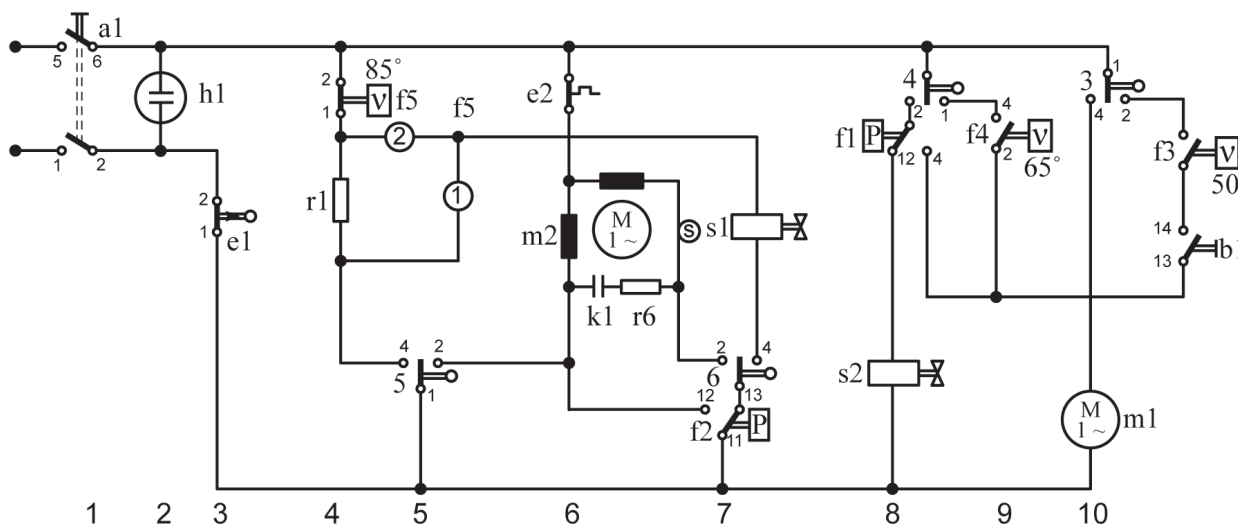 a1
5 6
1 2
h1
2
1
e1
85°
2
1
ν
f5
f5
2
1
r1
4 2
5
1
e2
m2
M
1 ~
S
k1 r6
s1
2 4
6
13
12
f2
11
P
4
2 1
f1
P
12 4
4
f4
ν
2
65°
s2
1
3
4 2
f3
ν
50
14
13
b1
M
1 ~
m1
1 2 3 4 5 6 7 8 9 10